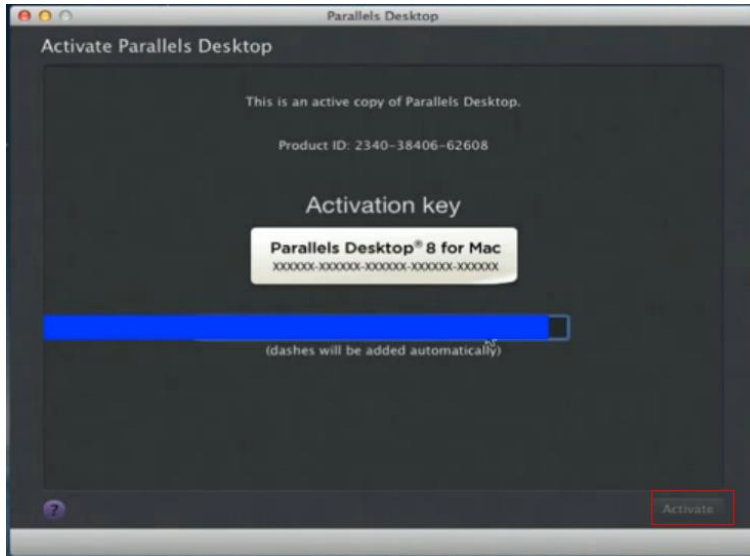 Parallels Desktop
Activate Parallels Desktop
This is an active copy of Parallels Desktop.
Product ID: 2340-38406-62608
Activation key
Parallels Desktop® 8 for Mac
XXXXXX-XXXXXX-XXXXXX-XXXXXX-XXXXXX
(dashes will be added automatically)
?
Activate